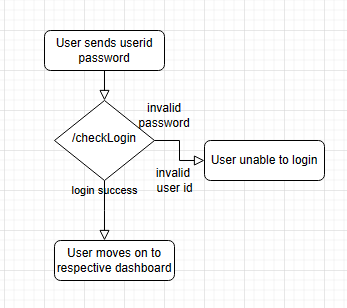 User sends userid
password
invalid
password
/checkLogin
User unable to login
invalid
user id
login success
User moves on to
respective dashboard